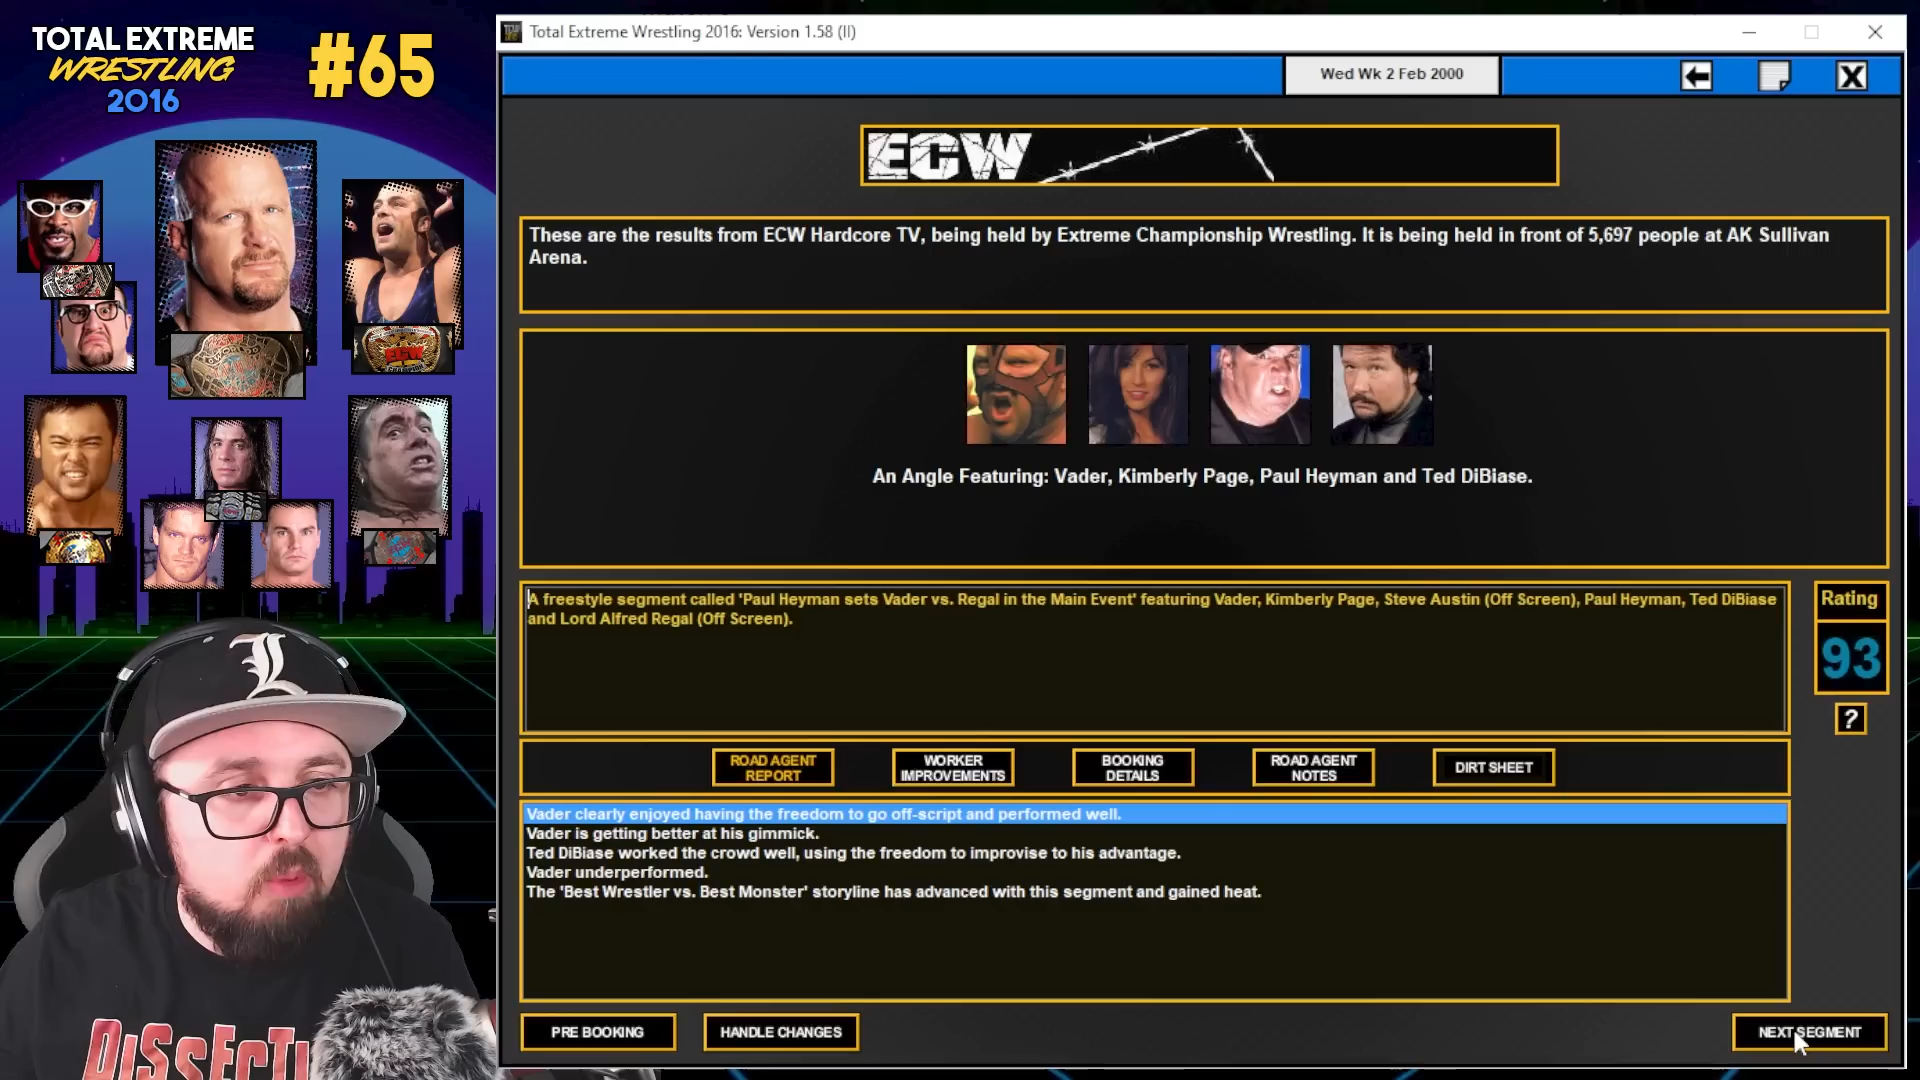 TOTAL EXTREME
WRESTLING
2016
#65
Total Extreme Wrestling 2016: Version 1.58 (II)
Wed Wk 2 Feb 2000
X
ECW
These are the results from ECW Hardcore TV, being held by Extreme Championship Wrestling. It is being held in front of 5,697 people at AK Sullivan
Arena.
An Angle Featuring: Vader, Kimberly Page, Paul Heyman and Ted DiBiase.
A freestyle segment called 'Paul Heyman sets Vader vs. Regal in the Main Event' featuring Vader, Kimberly Page, Steve Austin (Off Screen), Paul Heyman, Ted DiBiase
and Lord Alfred Regal (Off Screen).
Rating
93
?
ROAD AGENT
REPORT
WORKER
IMPROVEMENTS
BOOKING
DETAILS
ROAD AGENT
NOTES
DIRT SHEET
Vader clearly enjoyed having the freedom to go off-script and performed well.
Vader is getting better at his gimmick.
Ted DiBiase worked the crowd well, using the freedom to improvise to his advantage.
Vader underperformed.
The 'Best Wrestler vs. Best Monster' storyline has advanced with this segment and gained heat.
PRE BOOKING
HANDLE CHANGES
NEXT SEGMENT
L